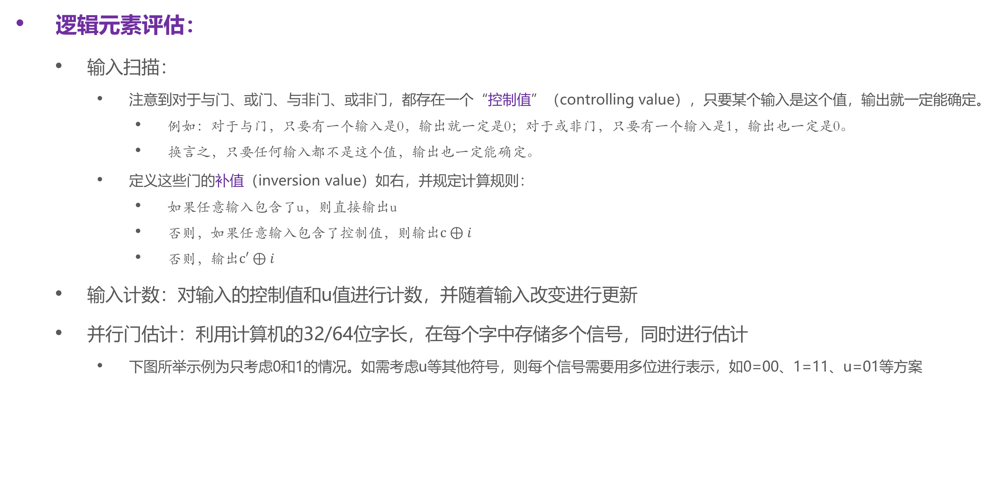 逻辑元素评估：
输入扫描：
注意到对于与门、或门、与非门、或非门，都存在一个“控制值”（controlling value），只要某个输入是这个值，输出就一定能确定。
例如：对于与门，只要有一个输入是0，输出就一定是0；对于或非门，只要有一个输入是1，输出也一定是0。
换言之，只要任何输入都不是这个值，输出也一定能确定。
定义这些门的补值（inversion value）如右，并规定计算规则：
如果任意输入包含了u，则直接输出u
否则，如果任意输入包含了控制值，则输出c ⊕ i
否则，输出c′ ⊕ i
输入计数：对输入的控制值和u值进行计数，并随着输入改变进行更新
并行门估计：利用计算机的32/64位字长，在每个字中存储多个信号，同时进行估计
下图所举示例为只考虑0和1的情况。如需考虑u等其他符号，则每个信号需要用多位进行表示，如0=00、1=11、u=01等方案